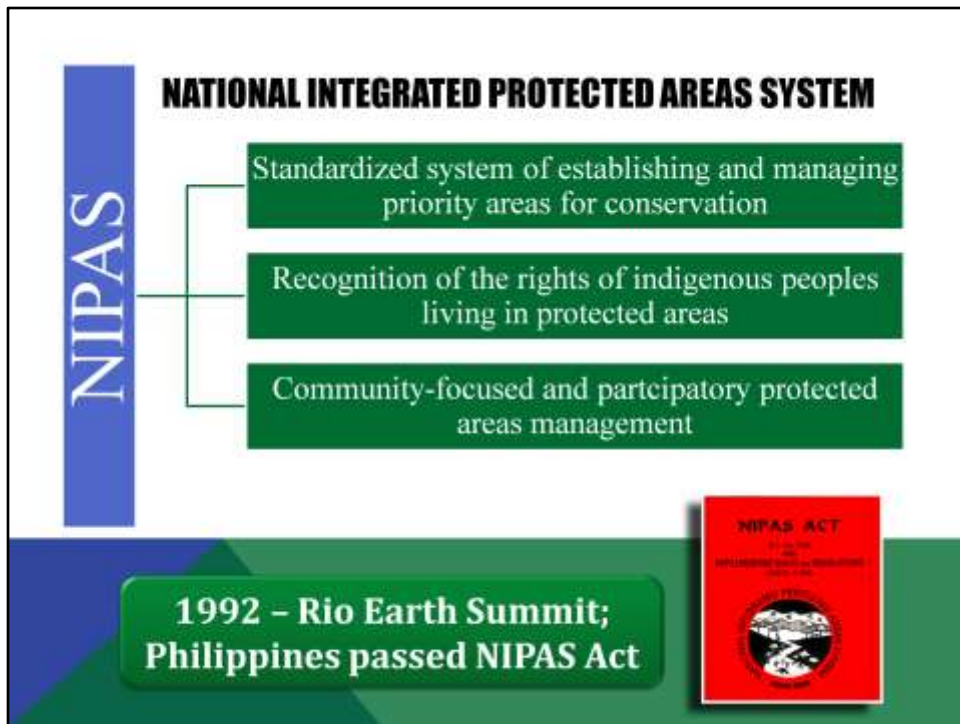 NATIONAL INTEGRATED PROTECTED AREAS SYSTEM
NIPAS
Standardized system of establishing and managing
priority areas for conservation
Recognition of the rights of indigenous peoples
living in protected areas
Community-focused and partcipatory protected
areas management
1992 – Rio Earth Summit;
Philippines passed NIPAS Act
NIPAS ACT